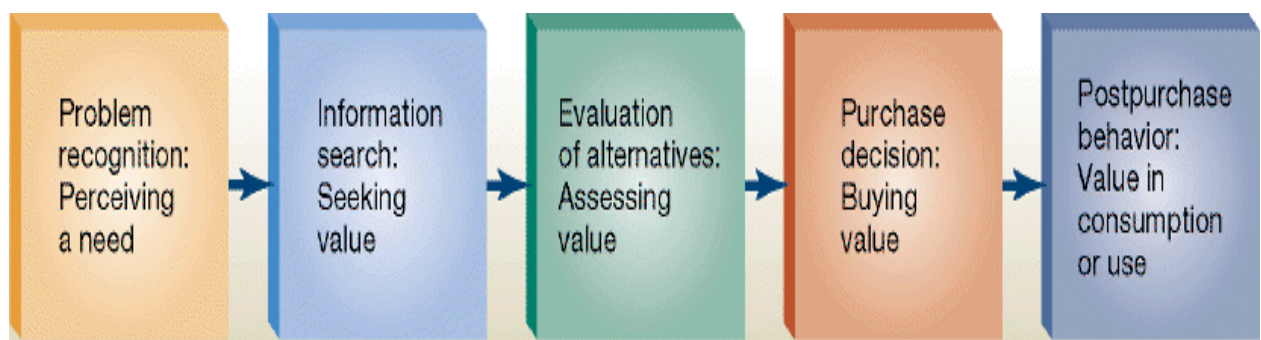 Problem
recognition:
Perceiving
a need
Information
search:
Seeking
value
Evaluation
of alternatives:
Assessing
value
Purchase
decision:
Buying
value
Postpurchase
behavior:
Value in
consumption
or use